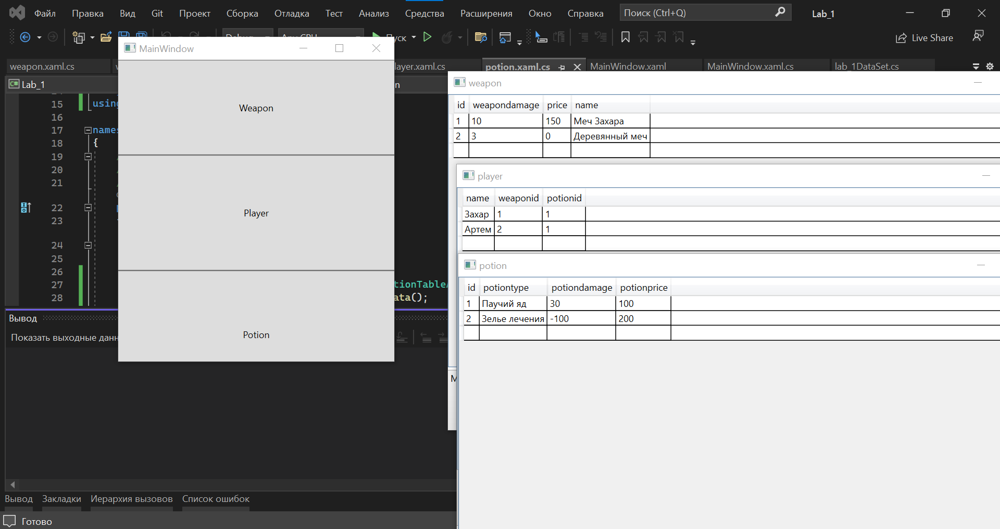 Файл Правка Вид Git Проект Сборка Отладка Тест Анализ Средства Расширения Окно Справка Поиск (Ctrl+Q) Lab_1
Live Share
weapon.xaml.cs
layer.xaml.cs potion.xaml.cs MainWindow.xaml MainWindow.xaml.cs lab_1DataSet.cs
C# Lab_1
15 using
16
17 names
18 {
19
20
21
22
23
24
25
26
27 tionTable
28 ata();
MainWindow
Weapon
Player
Potion
weapon
id weapondamage price name
1 10 150 Меч Захара
2 3 0 Деревянный меч
player
name weaponid potionid
Захар 1 1
Артем 2 1
potion
id potiontype potiondamage potionprice
1 Паучий яд 30 100
2 Зелье лечения -100 200
Вывод
Показать выходные данн
Вывод Закладки Иерархия вызовов Список ошибок
Готово